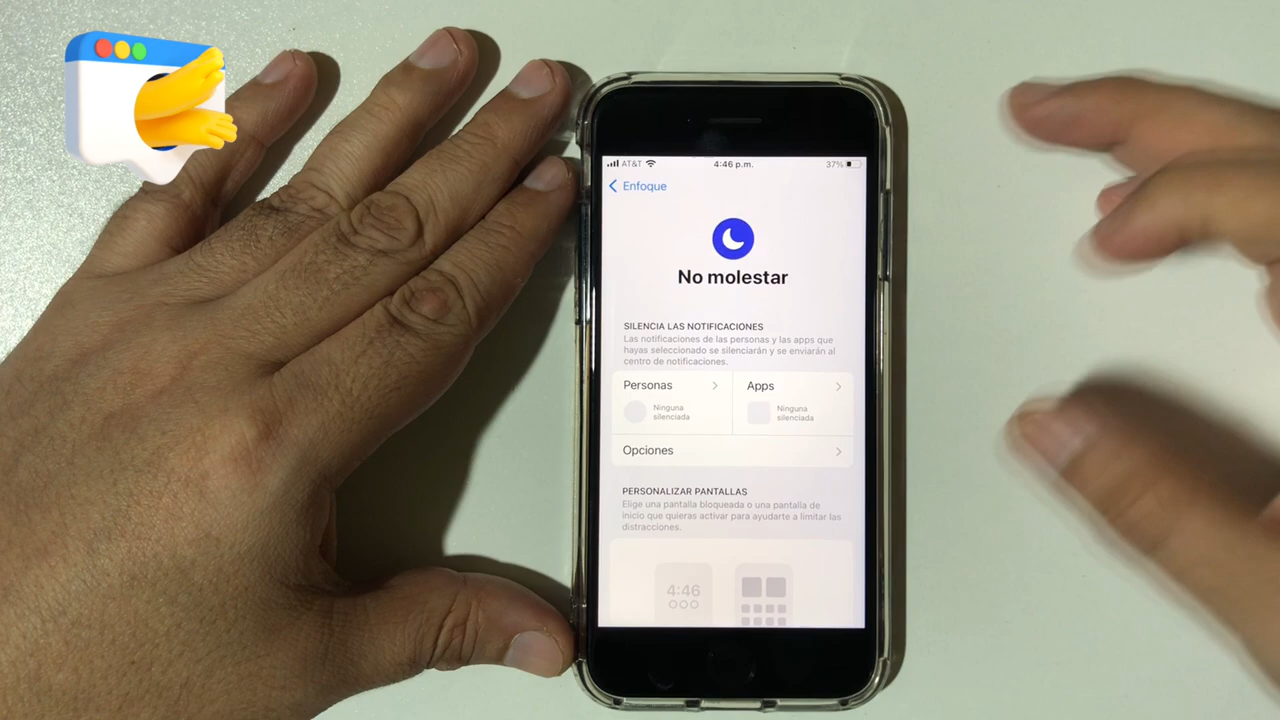 AT&T 4:46 p.m. 37%
Enfoque
No molestar
SILENCIA LAS NOTIFICACIONES
Las notificaciones de las personas y las apps que
hayas seleccionado se silenciarán y se enviarán al
centro de notificaciones.
Personas
Ninguna
silenciada
Apps
Ninguna
silenciada
Opciones
PERSONALIZAR PANTALLAS
Elige una pantalla bloqueada o una pantalla de
inicio que quieras activar para ayudarte a limitar las
distracciones.
4:46